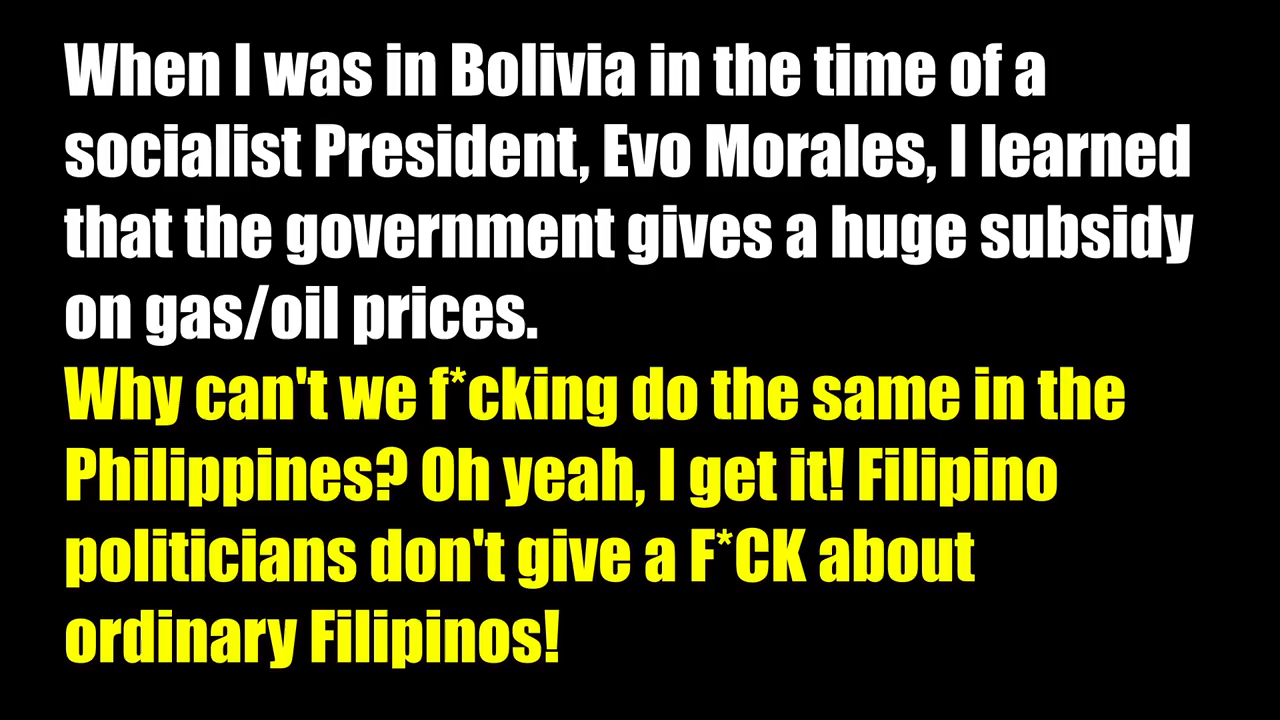 When I was in Bolivia in the time of a
socialist President, Evo Morales, I learned
that the government gives a huge subsidy
on gas/oil prices.
Why can't we f*cking do the same in the
Philippines? Oh yeah, I get it! Filipino
politicians don't give a F*CK about
ordinary Filipinos!